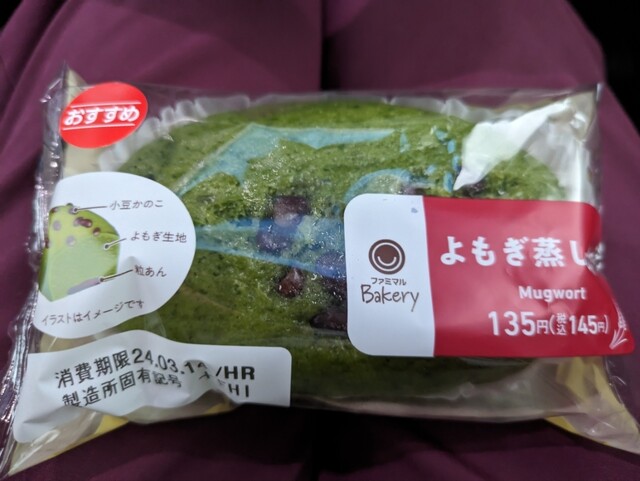 おすすめ
小豆かのこ
よもぎ生地
粒あん
イラストはイメージです
ファミマル
Bakery
よもぎ蒸し
Mugwort
135円(税込145円)
消費期限24.03.1 /HR
製造所固有記号 HI